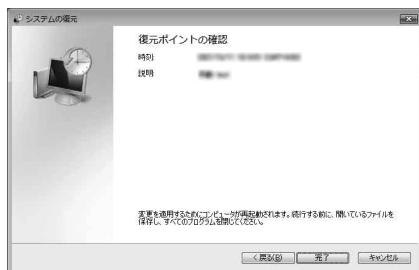 システムの復元
復元ポイントの確認
時刻:
説明:
変更を適用するためにコンピュータが再起動されます。続行する前に、開いているファイルを
保存し、すべてのプログラムを閉じてください。
< 戻る(B)
完了
キャンセル